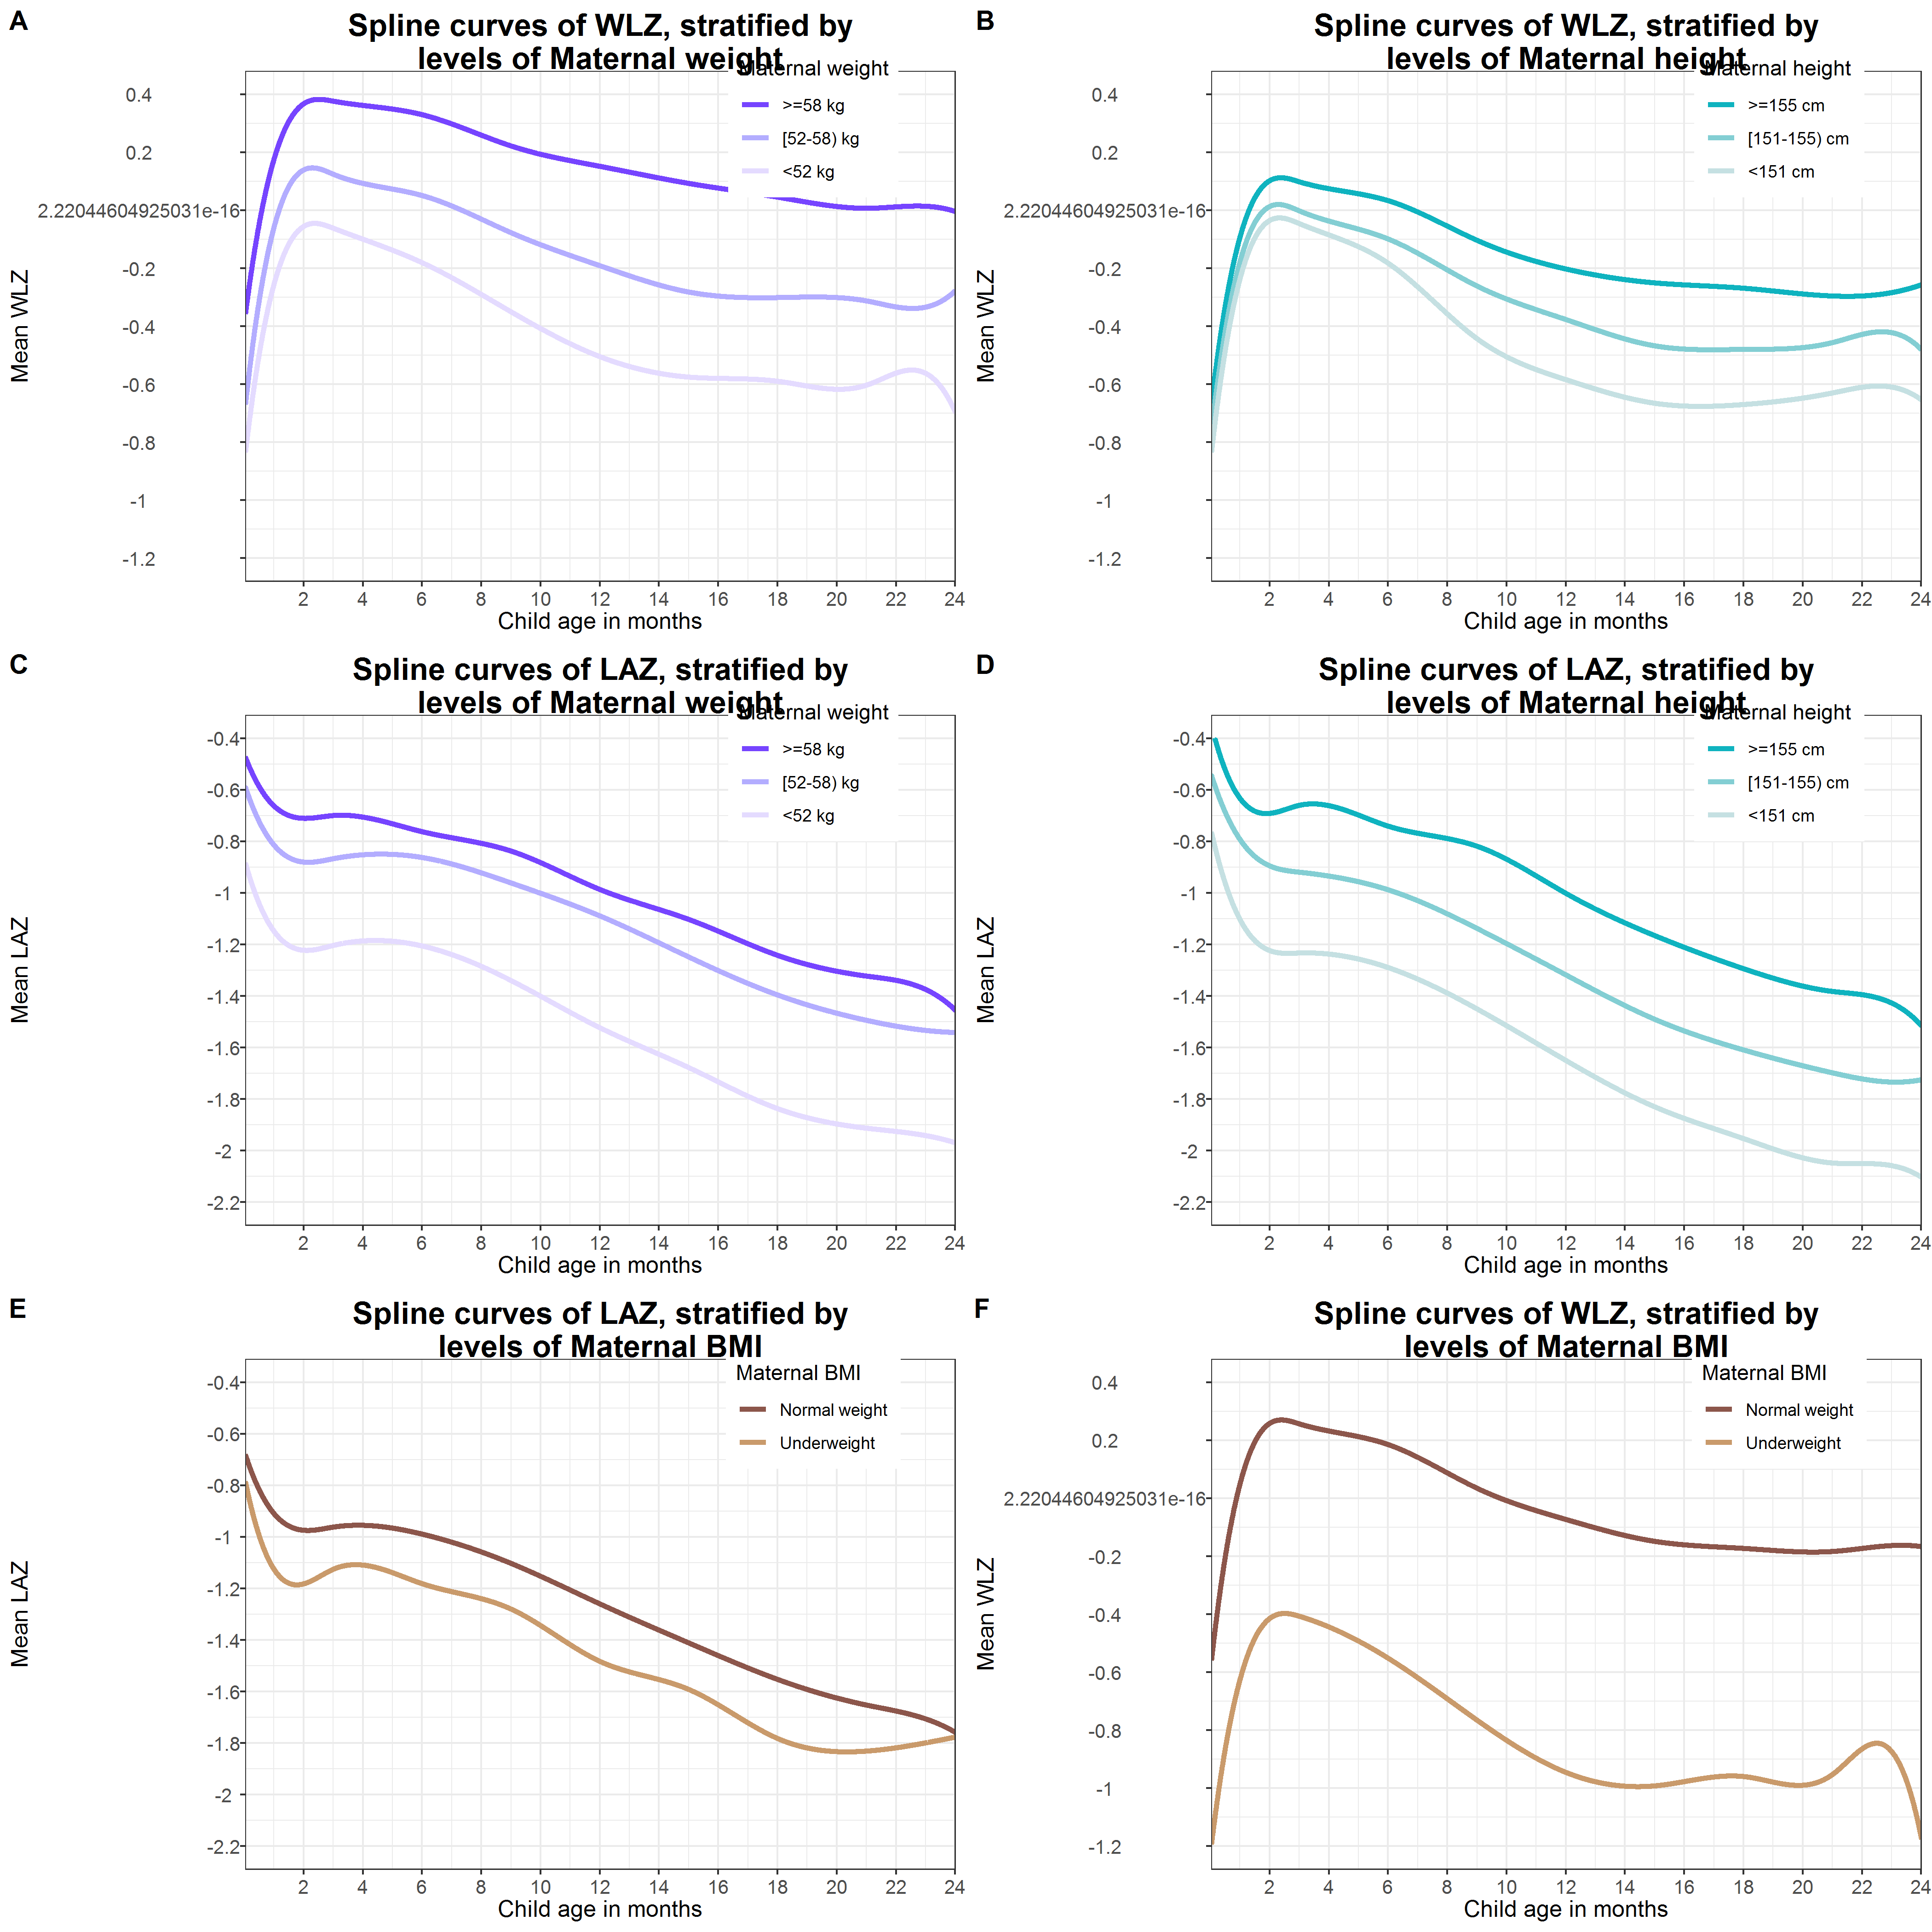 A
Spline curves of WLZ, stratified by
levels of Maternal weight
Maternal weight
>=58 kg
[52-58) kg
<52 kg
0.4
0.2
2.22044604925031e-16
-0.2
-0.4
-0.6
-0.8
-1
-1.2
Mean WLZ
2 4 6 8 10 12 14 16 18 20 22 24
Child age in months
B
Spline curves of WLZ, stratified by
levels of Maternal height
Maternal height
>=155 cm
[151-155) cm
<151 cm
0.4
0.2
2.22044604925031e-16
-0.2
-0.4
-0.6
-0.8
-1
-1.2
Mean WLZ
2 4 6 8 10 12 14 16 18 20 22 24
Child age in months
C
Spline curves of LAZ, stratified by
levels of Maternal weight
Maternal weight
>=58 kg
[52-58) kg
<52 kg
-0.4
-0.6
-0.8
-1
-1.2
-1.4
-1.6
-1.8
-2
-2.2
Mean LAZ
2 4 6 8 10 12 14 16 18 20 22 24
Child age in months
D
Spline curves of LAZ, stratified by
levels of Maternal height
Maternal height
>=155 cm
[151-155) cm
<151 cm
-0.4
-0.6
-0.8
-1
-1.2
-1.4
-1.6
-1.8
-2
-2.2
Mean LAZ
2 4 6 8 10 12 14 16 18 20 22 24
Child age in months
E
Spline curves of LAZ, stratified by
levels of Maternal BMI
Maternal BMI
Normal weight
Underweight
-0.4
-0.6
-0.8
-1
-1.2
-1.4
-1.6
-1.8
-2
-2.2
Mean LAZ
2 4 6 8 10 12 14 16 18 20 22 24
Child age in months
F
Spline curves of WLZ, stratified by
levels of Maternal BMI
Maternal BMI
Normal weight
Underweight
0.4
0.2
2.22044604925031e-16
-0.2
-0.4
-0.6
-0.8
-1
-1.2
Mean WLZ
2 4 6 8 10 12 14 16 18 20 22 24
Child age in months